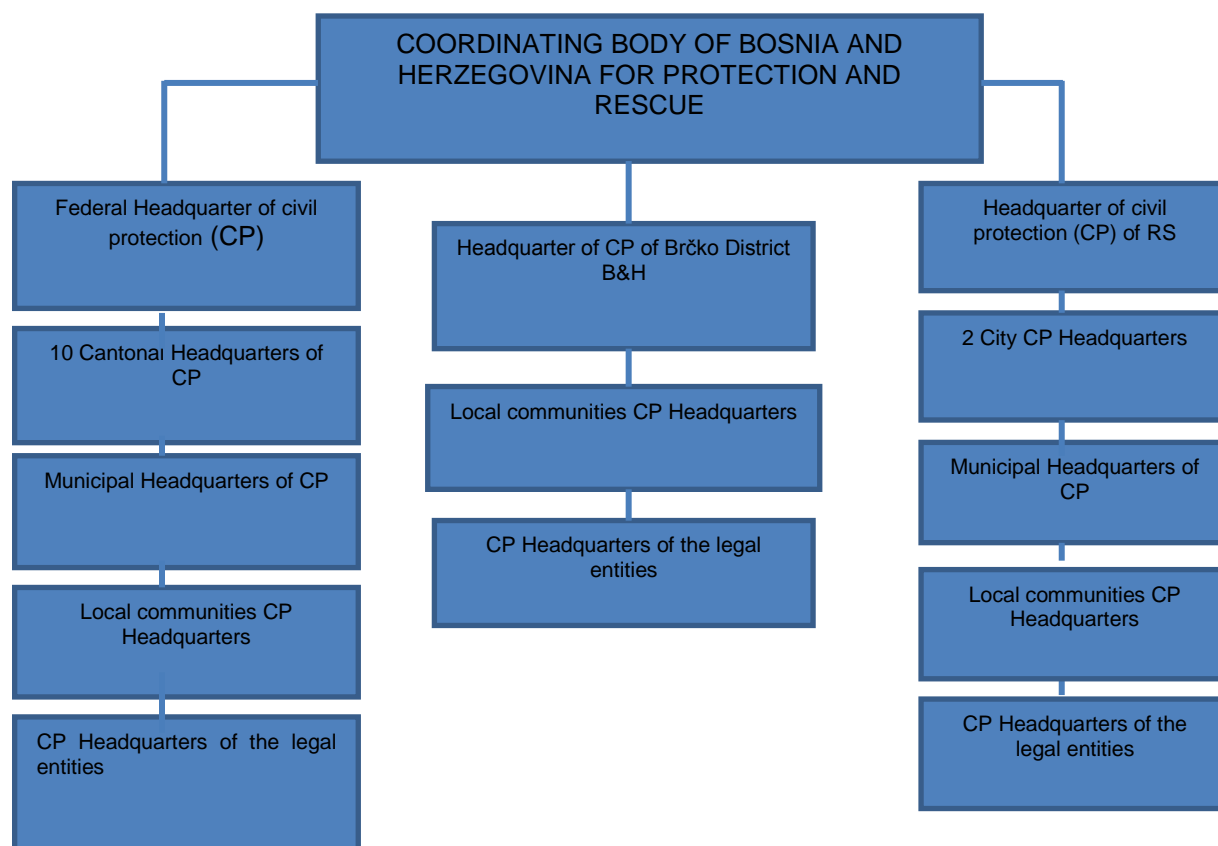 COORDINATING BODY OF BOSNIA AND
HERZEGOVINA FOR PROTECTION AND
RESCUE
Federal Headquarter of civil
protection (CP)
10 Cantonal Headquarters of
CP
Municipal Headquarters of CP
Local communities CP
Headquarters
CP Headquarters of the legal
entities
Headquarter of CP of Brčko District
B&H
Local communities CP Headquarters
CP Headquarters of the legal
entities
Headquarter of civil
protection (CP) of RS
2 City CP Headquarters
Municipal Headquarters of
CP
Local communities CP
Headquarters
CP Headquarters of the
legal entities